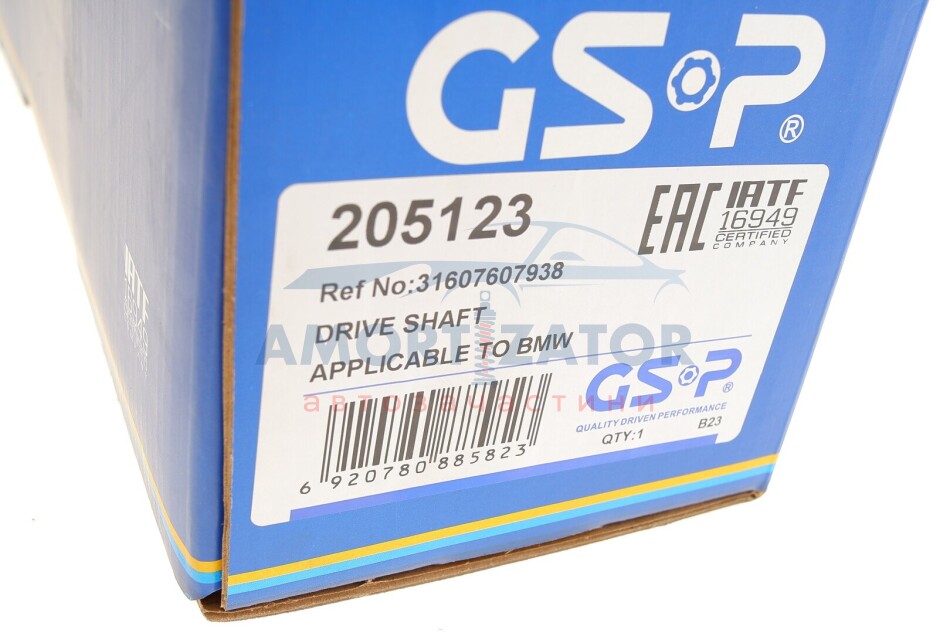 GSP®
205123
EAC
IATF
16949
CERTIFIED
COMPANY
Ref No:31607607938
DRIVE SHAFT
APPLICABLE TO BMW
AMORTIZATOR
автозапчастини
GSP®
QUALITY DRIVEN PERFORMANCE
QTY:1 B23
6 920780 885823
IATF